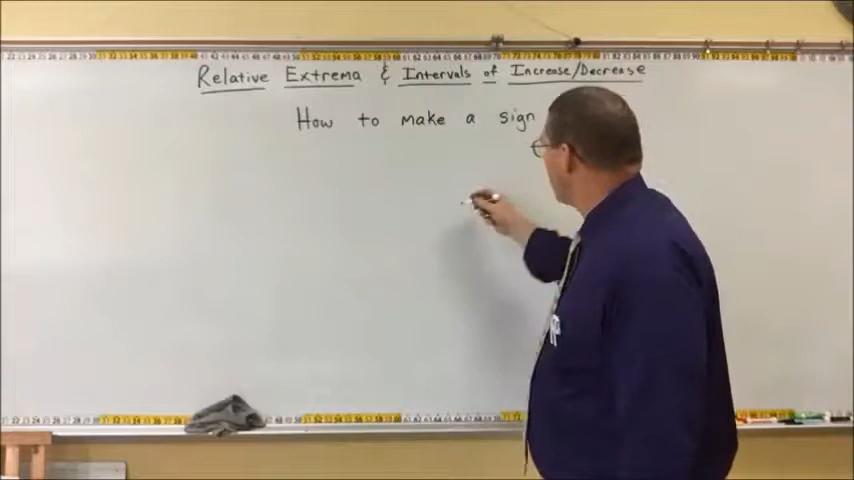 Relative Extrema & Intervals of Increase/Decrease
How to make a sign